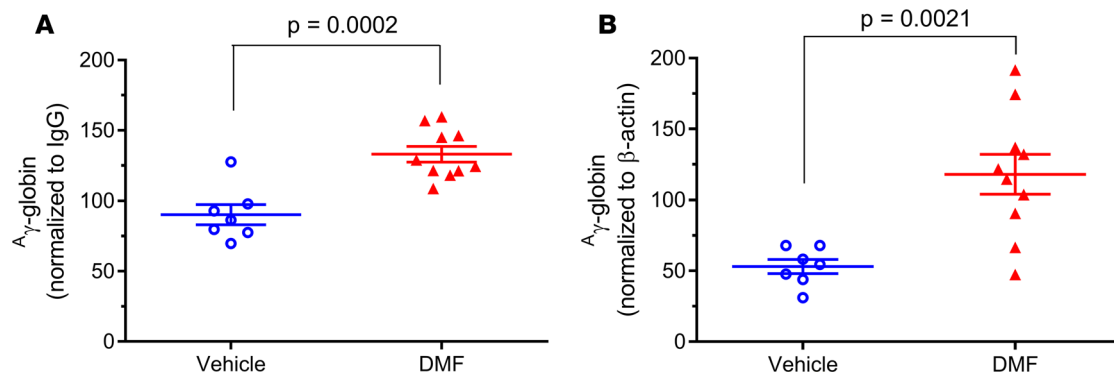 A
p = 0.0002
ᴬγ-globin
(normalized to IgG)
200
150
100
50
0
Vehicle
DMF
B
p = 0.0021
ᴬγ-globin
(normalized to β-actin)
200
150
100
50
0
Vehicle
DMF